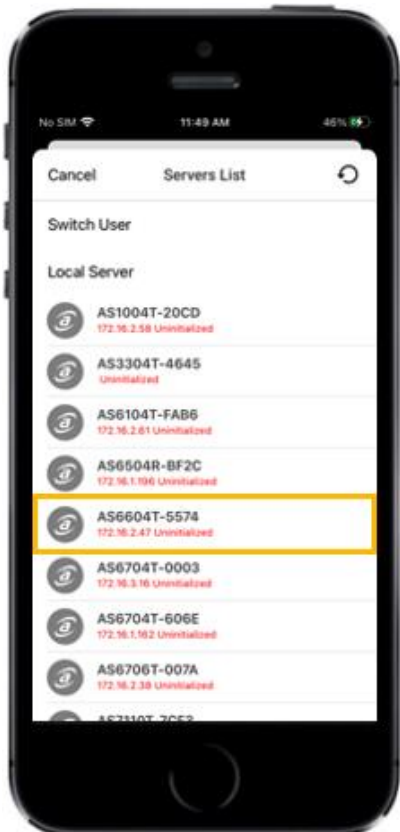 No SIM 11:49 AM 46%
Cancel Servers List
Switch User
Local Server
AS1004T-20CD
172.16.2.58 Uninitialized
AS3304T-4645
Uninitialized
AS6104T-FAB6
172.16.2.61 Uninitialized
AS6504R-BF2C
172.16.1.196 Uninitialized
AS6604T-5574
172.16.2.47 Uninitialized
AS6704T-0003
172.16.3.16 Uninitialized
AS6704T-606E
172.16.1.162 Uninitialized
AS6706T-007A
172.16.2.38 Uninitialized